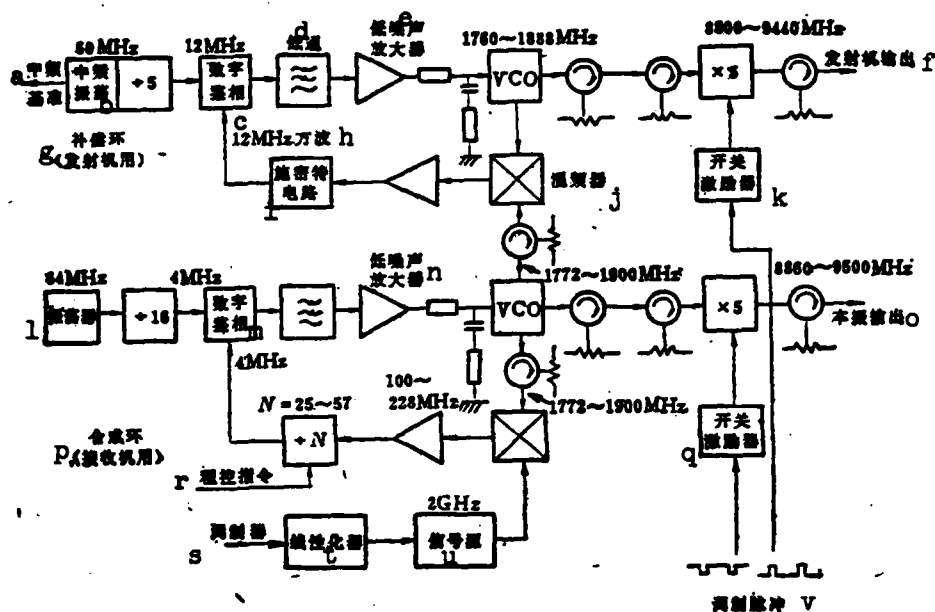 60MHz
a 中频
基准
中频
振荡
b
÷5
12MHz
数字
鉴相
c
d
低通
e
低噪声
放大器
1760~1888MHz
VCO
8800~9440MHz
×5
发射机输出 f
补偿环
g (发射机用)
12MHz方波 h
施密特
电路
混频器
j
开关
激励器
k
64MHz
l
振荡器
÷16
4MHz
数字
鉴相
m
低噪声
放大器 n
1772~1900MHz
VCO
×5
8860~9500MHz
本振输出 o
4MHz
N=25~57
÷N
100~
228MHz
1772~1900MHz
合成环
p (接收机用)
r 程控指令
开关
激励器
q
2GHz
s 调制器
线性化器
t
信号源
u
调制脉冲 v